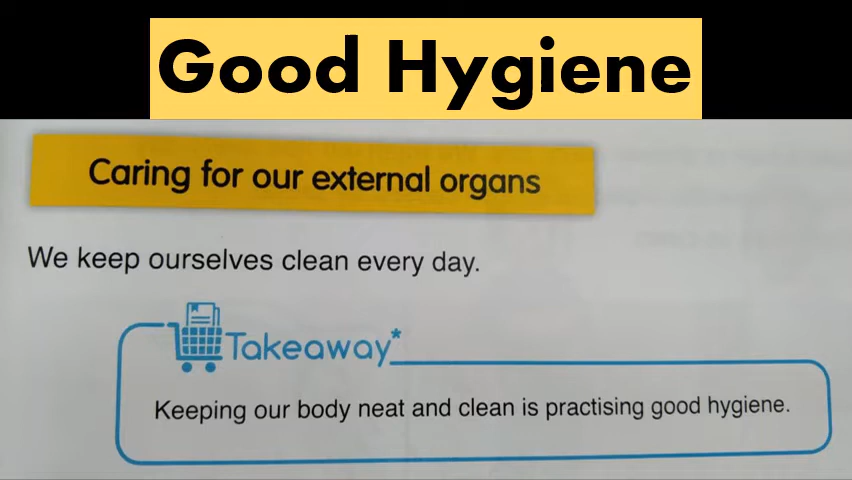 Good Hygiene
Caring for our external organs
We keep ourselves clean every day.
Takeaway*
Keeping our body neat and clean is practising good hygiene.